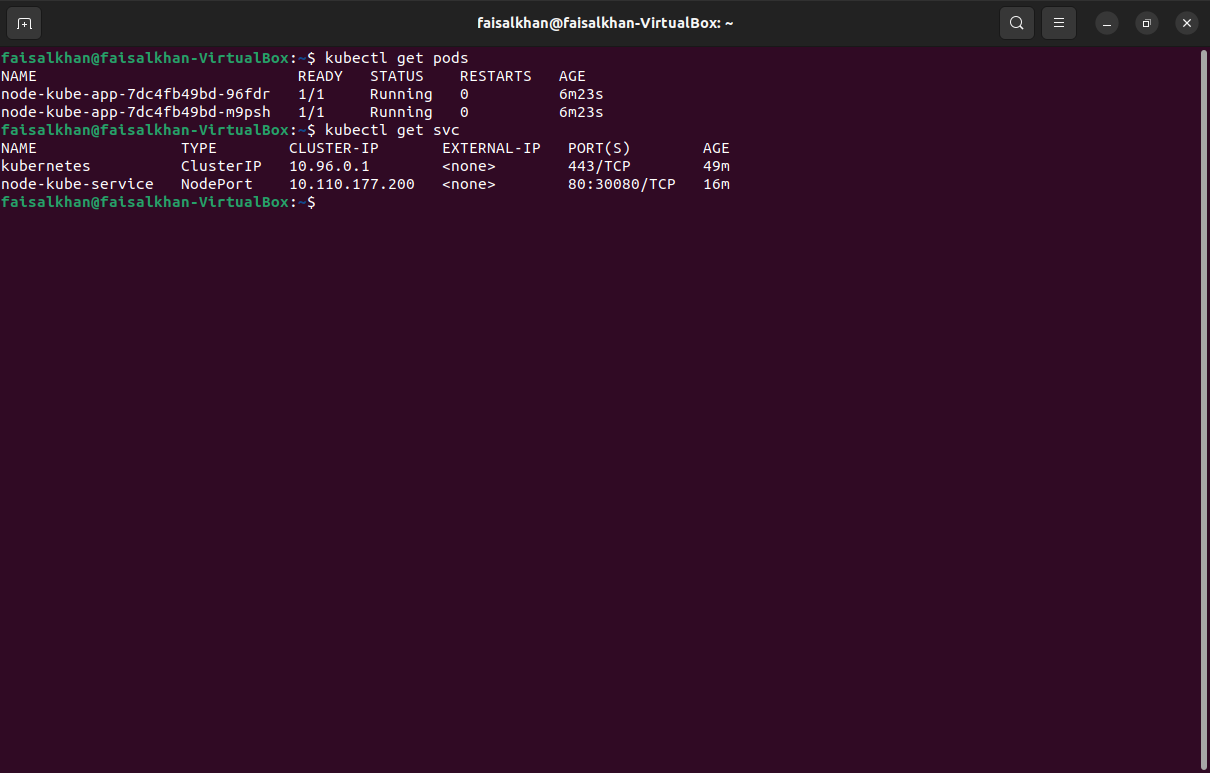 faisalkhan@faisalkhan-VirtualBox: ~
faisalkhan@faisalkhan-VirtualBox:~$ kubectl get pods
NAME                             READY   STATUS    RESTARTS   AGE
node-kube-app-7dc4fb49bd-96fdr   1/1     Running   0          6m23s
node-kube-app-7dc4fb49bd-m9psh   1/1     Running   0          6m23s
faisalkhan@faisalkhan-VirtualBox:~$ kubectl get svc
NAME                TYPE        CLUSTER-IP       EXTERNAL-IP   PORT(S)        AGE
kubernetes          ClusterIP   10.96.0.1        <none>        443/TCP        49m
node-kube-service   NodePort    10.110.177.200   <none>        80:30080/TCP   16m
faisalkhan@faisalkhan-VirtualBox:~$